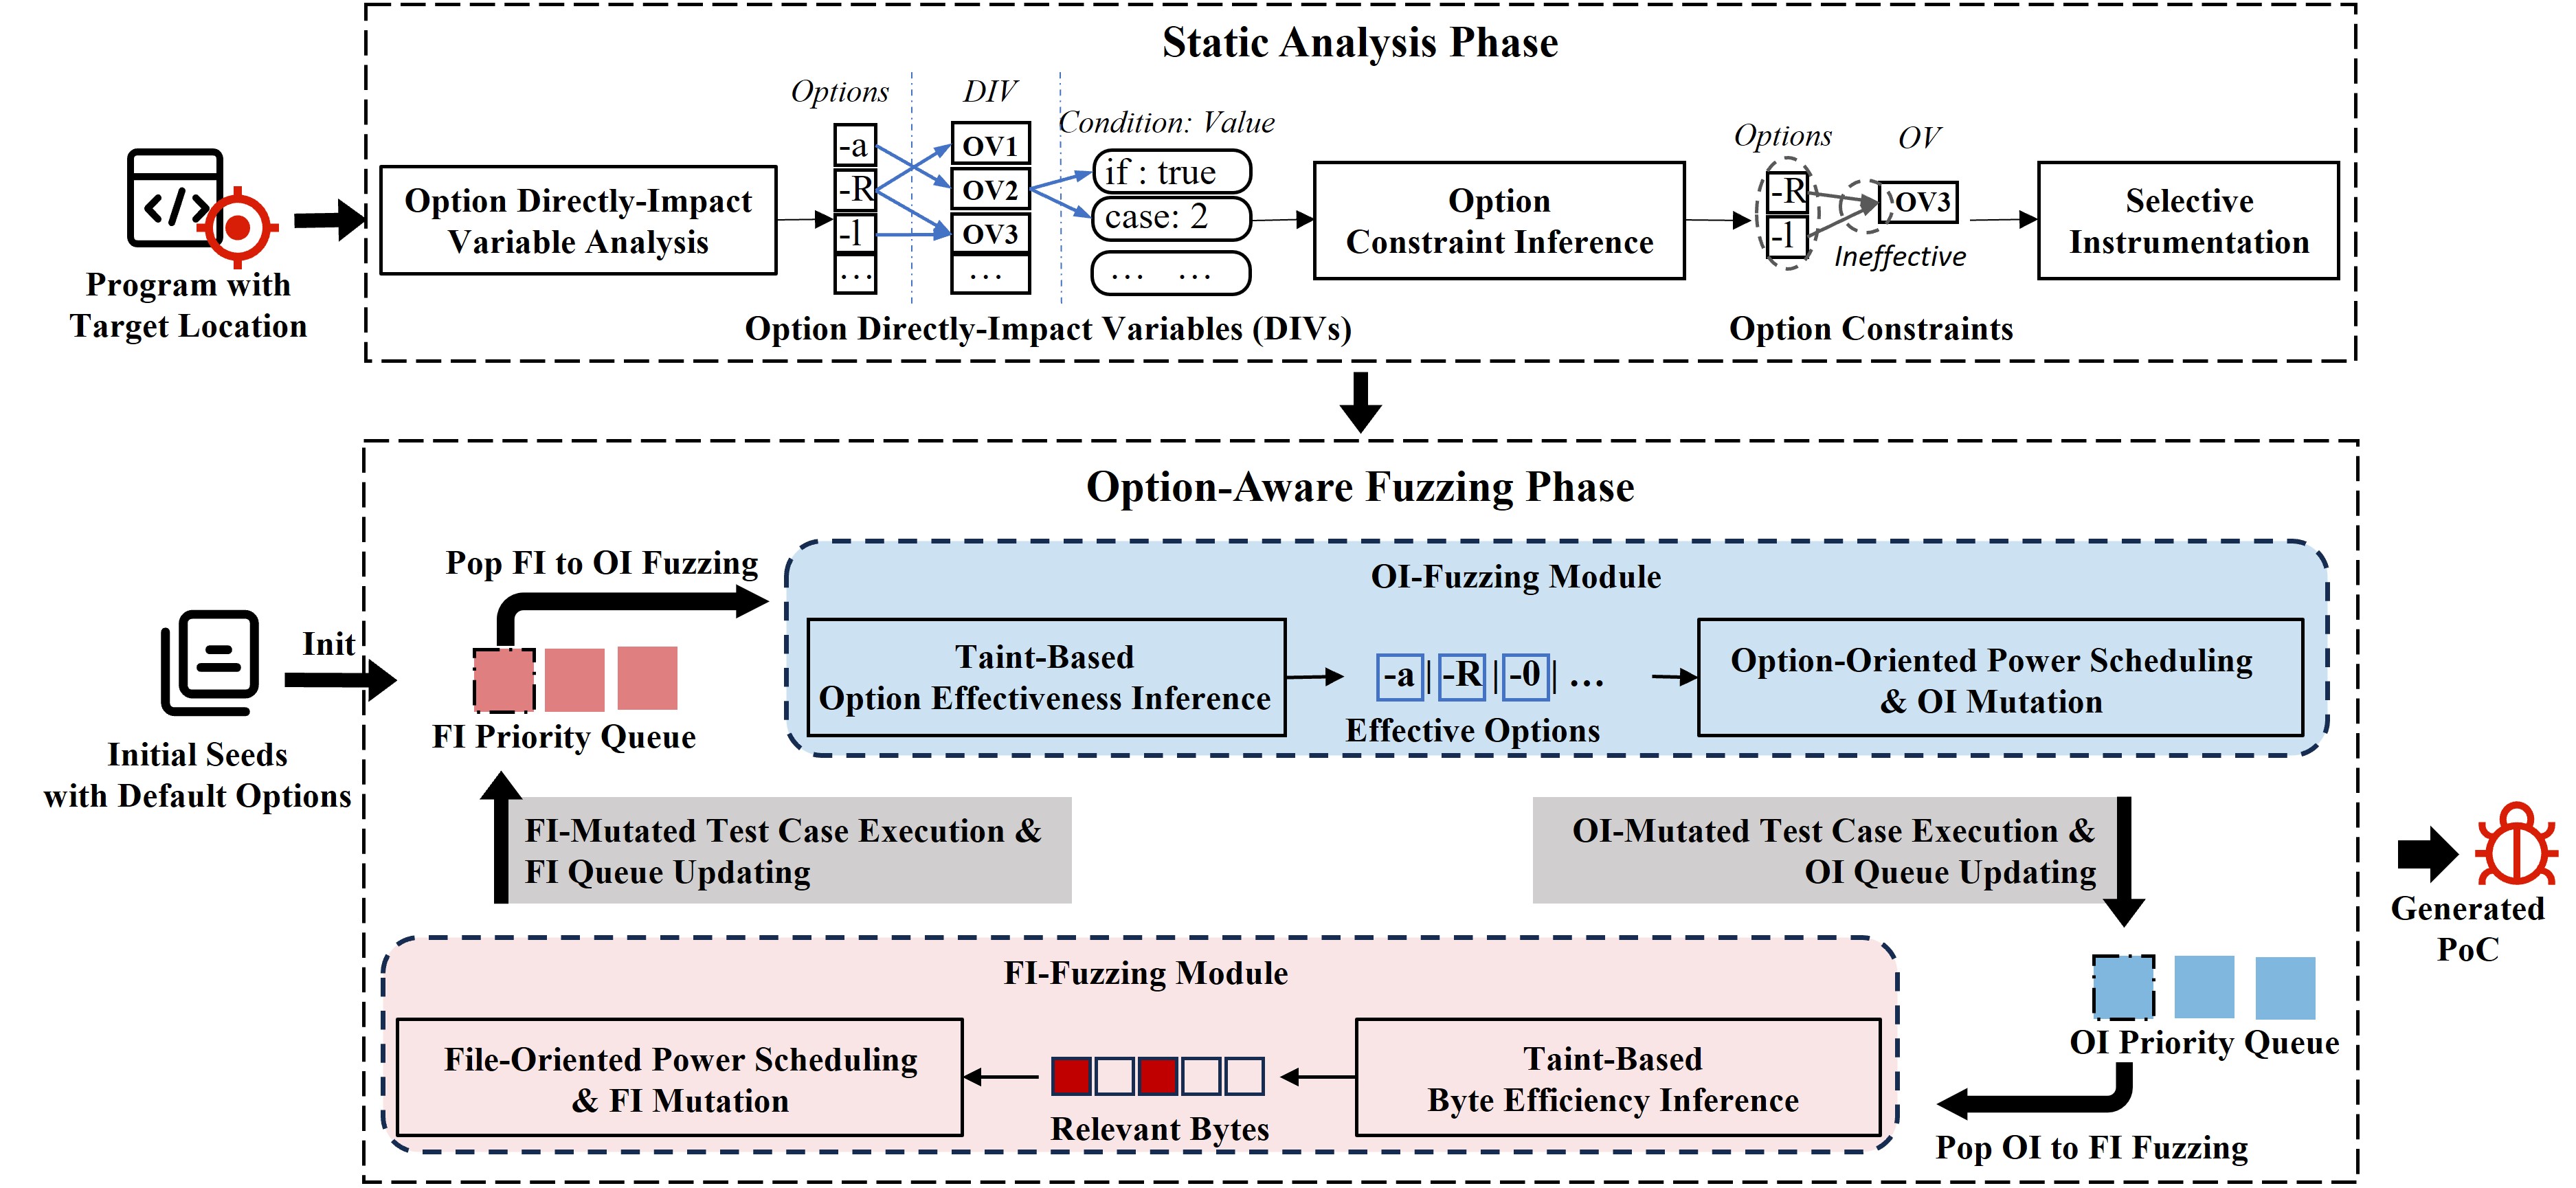 Static Analysis Phase
Program with
Target Location
Option Directly-Impact
Variable Analysis
Options
DIV
Condition: Value
-a
-R
-l
...
OV1
OV2
OV3
...
if : true
case: 2
... ...
Option Directly-Impact Variables (DIVs)
Option
Constraint Inference
Options
OV
-R
-l
OV3
Ineffective
Option Constraints
Selective
Instrumentation
Option-Aware Fuzzing Phase
Initial Seeds
with Default Options
Init
Pop FI to OI Fuzzing
FI Priority Queue
OI-Fuzzing Module
Taint-Based
Option Effectiveness Inference
-a | -R | -0 | ...
Effective Options
Option-Oriented Power Scheduling
& OI Mutation
FI-Mutated Test Case Execution &
FI Queue Updating
OI-Mutated Test Case Execution &
OI Queue Updating
Generated
PoC
OI Priority Queue
Pop OI to FI Fuzzing
FI-Fuzzing Module
File-Oriented Power Scheduling
& FI Mutation
Relevant Bytes
Taint-Based
Byte Efficiency Inference